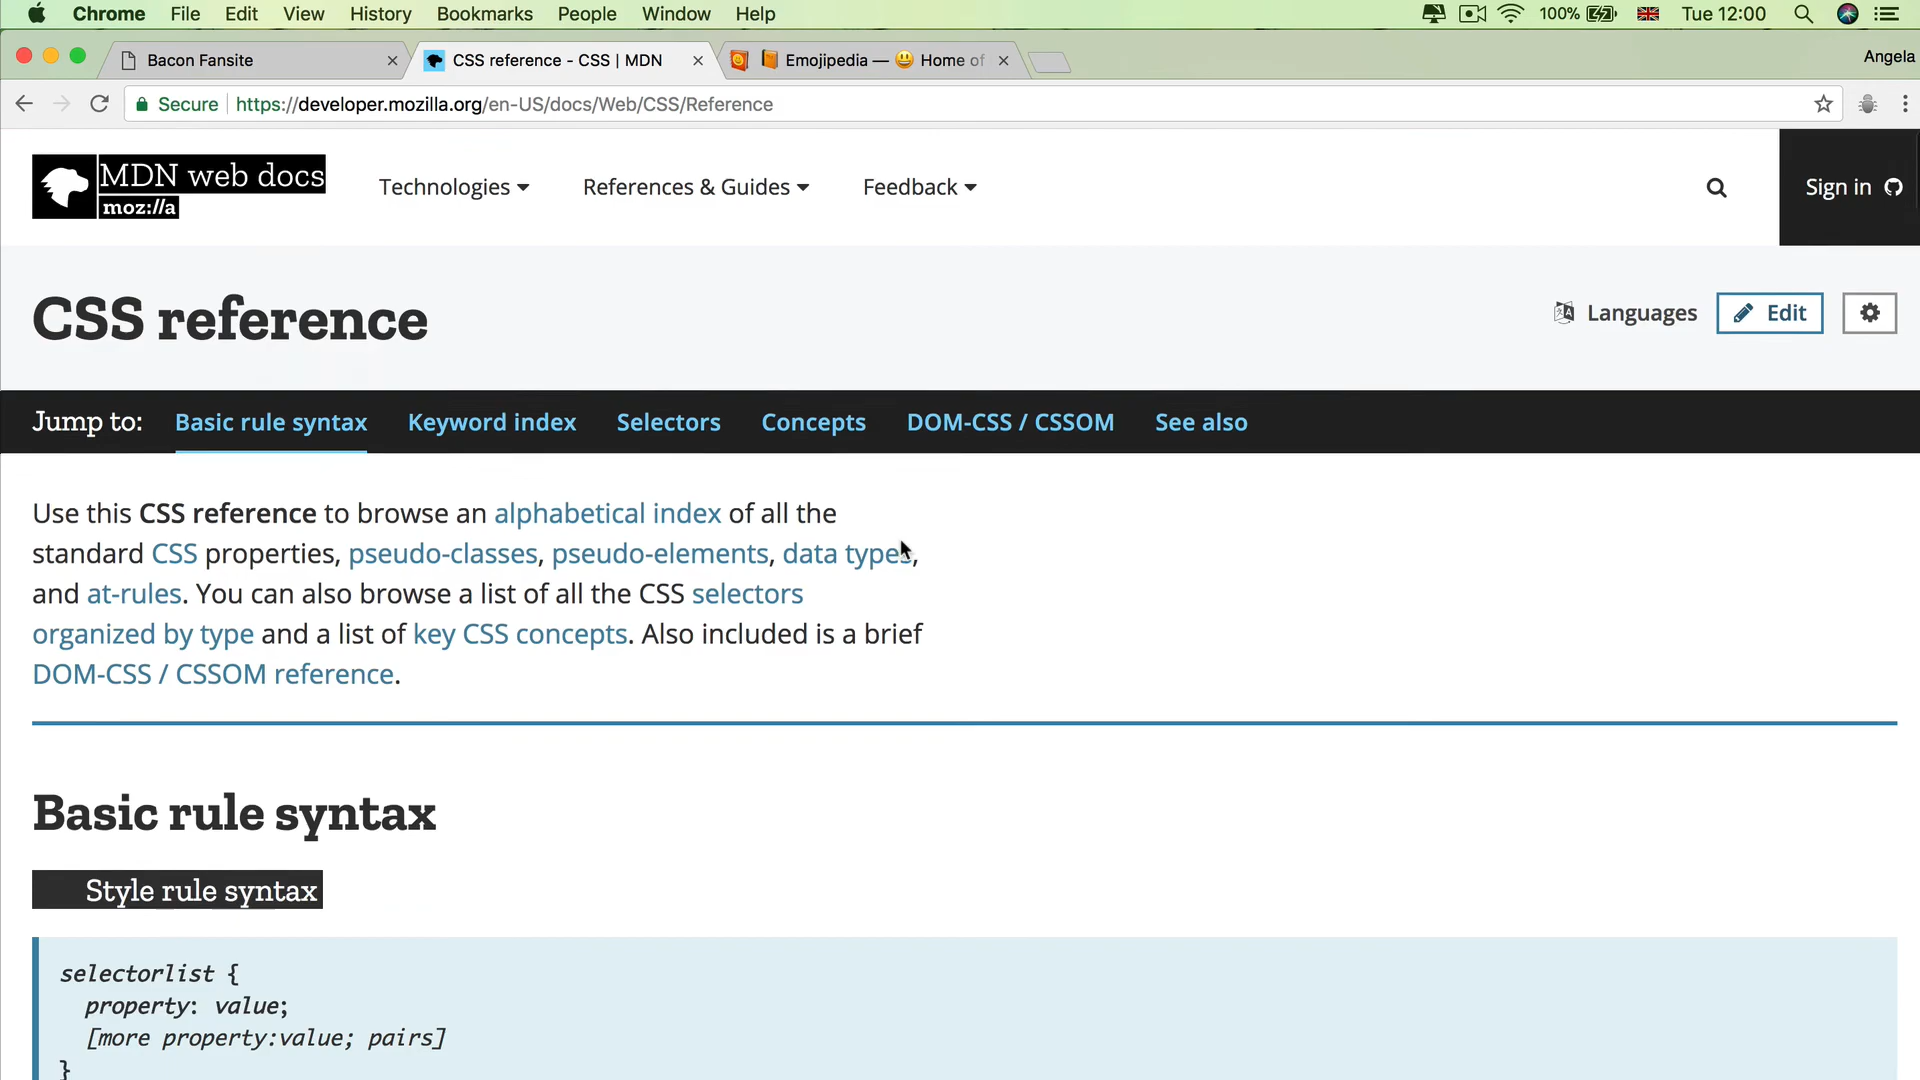 Chrome File Edit View History Bookmarks People Window Help 100% Tue 12:00
Bacon Fansite CSS reference - CSS | MDN Emojipedia — 😃 Home of Angela
Secure https://developer.mozilla.org/en-US/docs/Web/CSS/Reference
MDN web docs
moz://a
Technologies References & Guides Feedback Sign in
CSS reference
Languages Edit
Jump to: Basic rule syntax Keyword index Selectors Concepts DOM-CSS / CSSOM See also
Use this CSS reference to browse an alphabetical index of all the
standard CSS properties, pseudo-classes, pseudo-elements, data types,
and at-rules. You can also browse a list of all the CSS selectors
organized by type and a list of key CSS concepts. Also included is a brief
DOM-CSS / CSSOM reference.
Basic rule syntax
Style rule syntax
selectorlist {
property: value;
[more property:value; pairs]
}